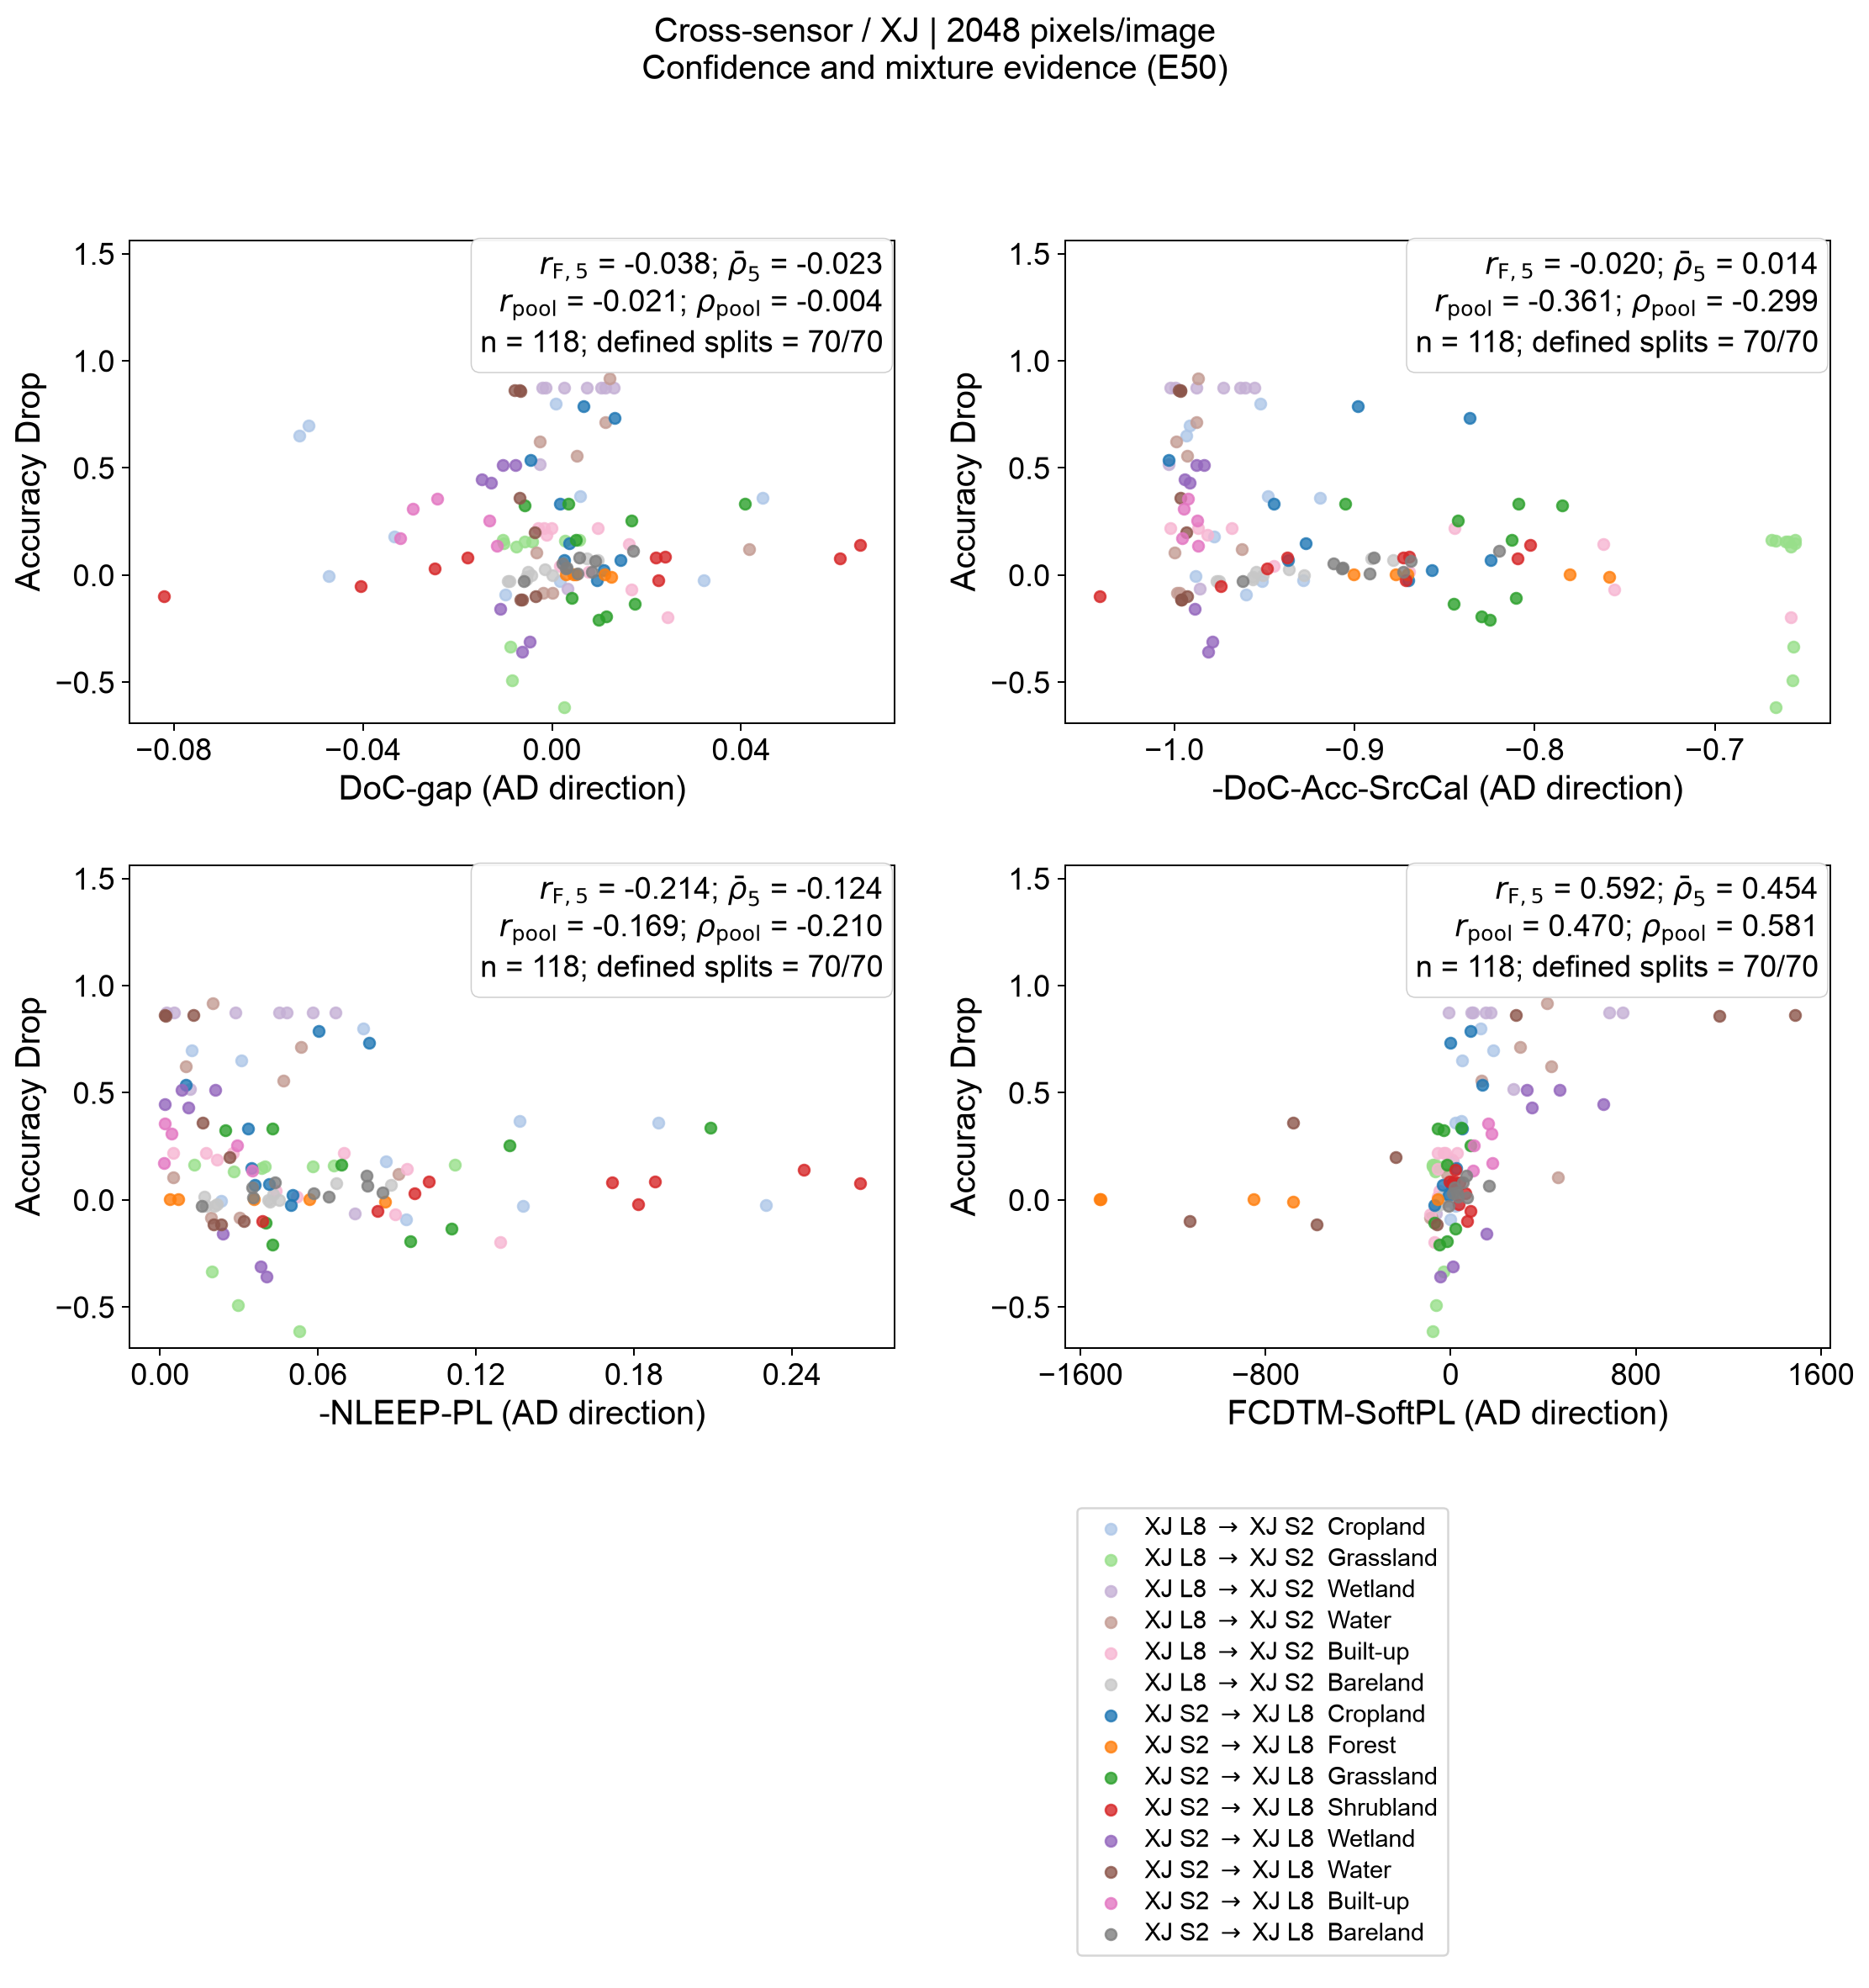 Cross-sensor / XJ | 2048 pixels/image
Confidence and mixture evidence (E50)
r_F,5 = -0.038; ρ̄_5 = -0.023
r_pool = -0.021; ρ_pool = -0.004
n = 118; defined splits = 70/70
1.5
1.0
0.5
0.0
−0.5
Accuracy Drop
−0.08 −0.04 0.00 0.04
DoC-gap (AD direction)
r_F,5 = -0.020; ρ̄_5 = 0.014
r_pool = -0.361; ρ_pool = -0.299
n = 118; defined splits = 70/70
1.5
1.0
0.5
0.0
−0.5
Accuracy Drop
−1.0 −0.9 −0.8 −0.7
-DoC-Acc-SrcCal (AD direction)
r_F,5 = -0.214; ρ̄_5 = -0.124
r_pool = -0.169; ρ_pool = -0.210
n = 118; defined splits = 70/70
1.5
1.0
0.5
0.0
−0.5
Accuracy Drop
0.00 0.06 0.12 0.18 0.24
-NLEEP-PL (AD direction)
r_F,5 = 0.592; ρ̄_5 = 0.454
r_pool = 0.470; ρ_pool = 0.581
n = 118; defined splits = 70/70
1.5
1.0
0.5
0.0
−0.5
Accuracy Drop
−1600 −800 0 800 1600
FCDTM-SoftPL (AD direction)
XJ L8 → XJ S2 Cropland
XJ L8 → XJ S2 Grassland
XJ L8 → XJ S2 Wetland
XJ L8 → XJ S2 Water
XJ L8 → XJ S2 Built-up
XJ L8 → XJ S2 Bareland
XJ S2 → XJ L8 Cropland
XJ S2 → XJ L8 Forest
XJ S2 → XJ L8 Grassland
XJ S2 → XJ L8 Shrubland
XJ S2 → XJ L8 Wetland
XJ S2 → XJ L8 Water
XJ S2 → XJ L8 Built-up
XJ S2 → XJ L8 Bareland